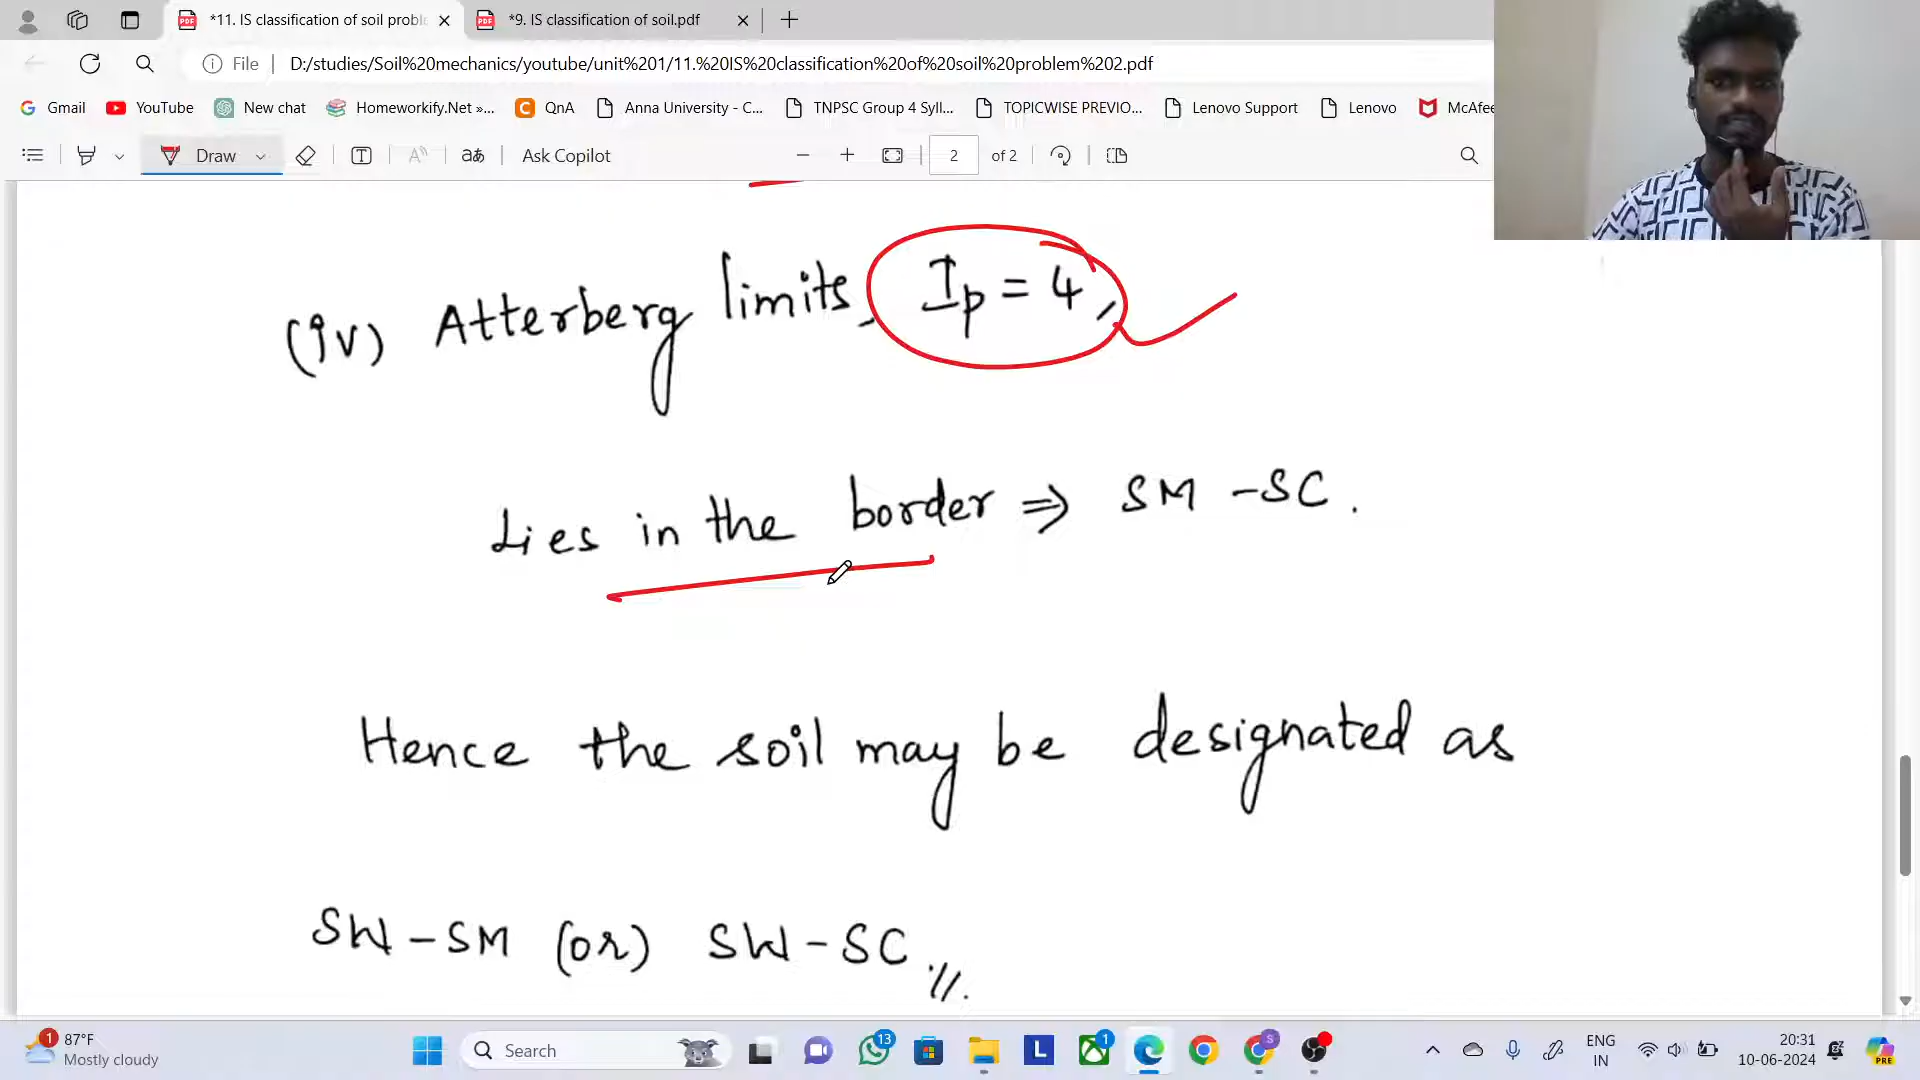 *11. IS classification of soil probl
*9. IS classification of soil.pdf
File
D:/studies/Soil%20mechanics/youtube/unit%201/11.%20IS%20classification%20of%20soil%20problem%202.pdf
Gmail
YouTube
New chat
Homeworkify.Net »...
QnA
Anna University - C...
TNPSC Group 4 Syll...
TOPICWISE PREVIO...
Lenovo Support
Lenovo
McAfee
Draw
Ask Copilot
2
of 2
(iv) Atterberg limits, Ip = 4,
Lies in the border ⇒ SM - SC.
Hence the soil may be designated as
SW - SM (or) SW - SC
1
87°F
Mostly cloudy
Search
13
1
ENG
IN
20:31
10-06-2024
PRE